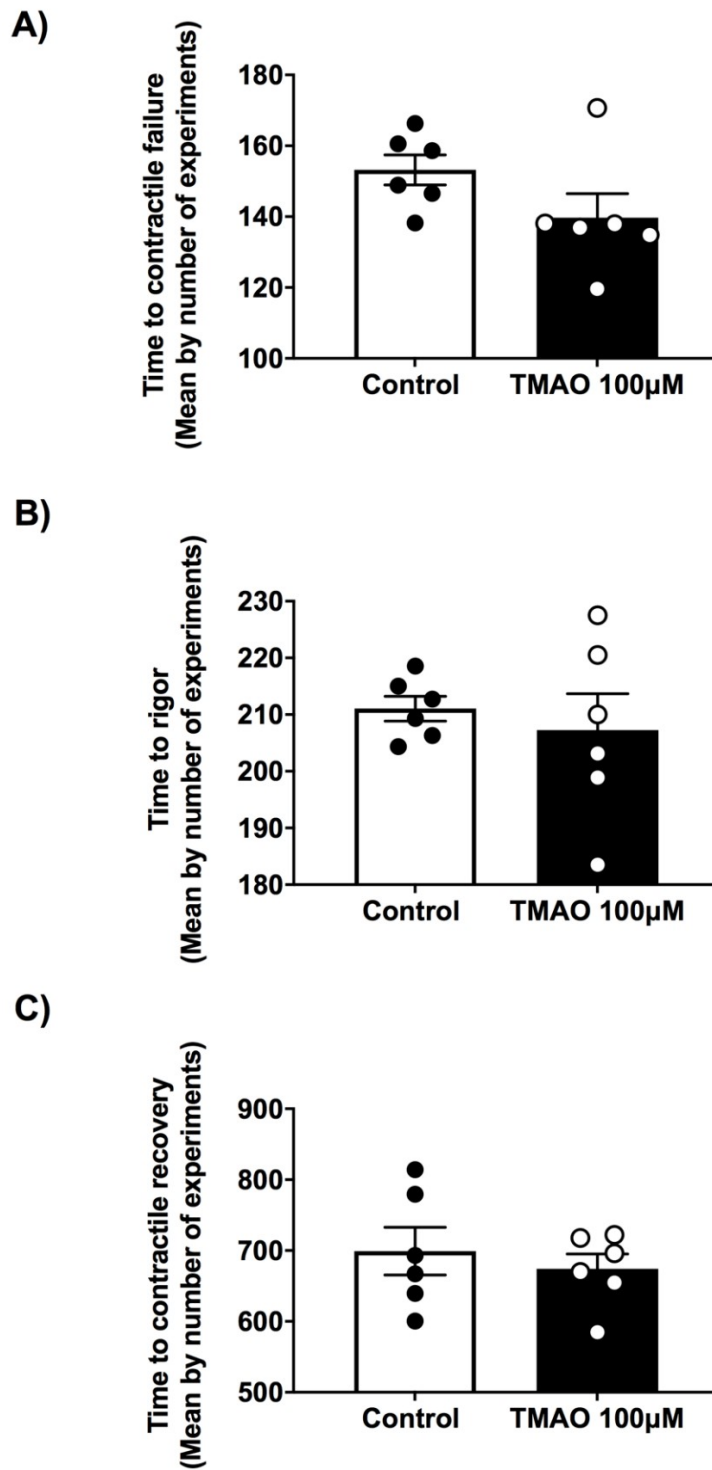 A)
Time to contractile failure
(Mean by number of experiments)
180
160
140
120
100
Control
TMAO 100µM
B)
Time to rigor
(Mean by number of experiments)
230
220
210
200
190
180
Control
TMAO 100µM
C)
Time to contractile recovery
(Mean by number of experiments)
900
800
700
600
500
Control
TMAO 100µM